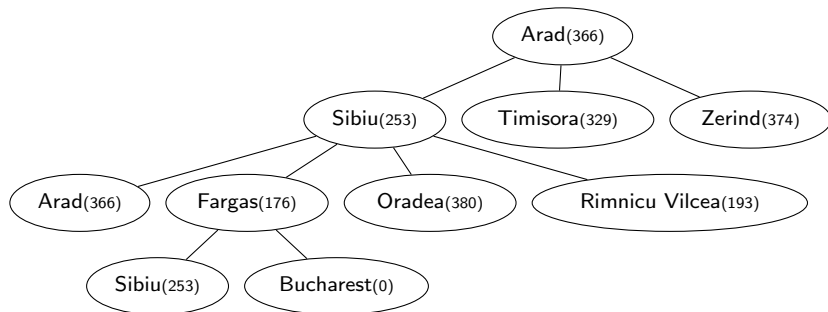 Arad(366)
Sibiu(253) Timisora(329) Zerind(374)
Arad(366) Fargas(176) Oradea(380) Rimnicu Vilcea(193)
Sibiu(253) Bucharest(0)